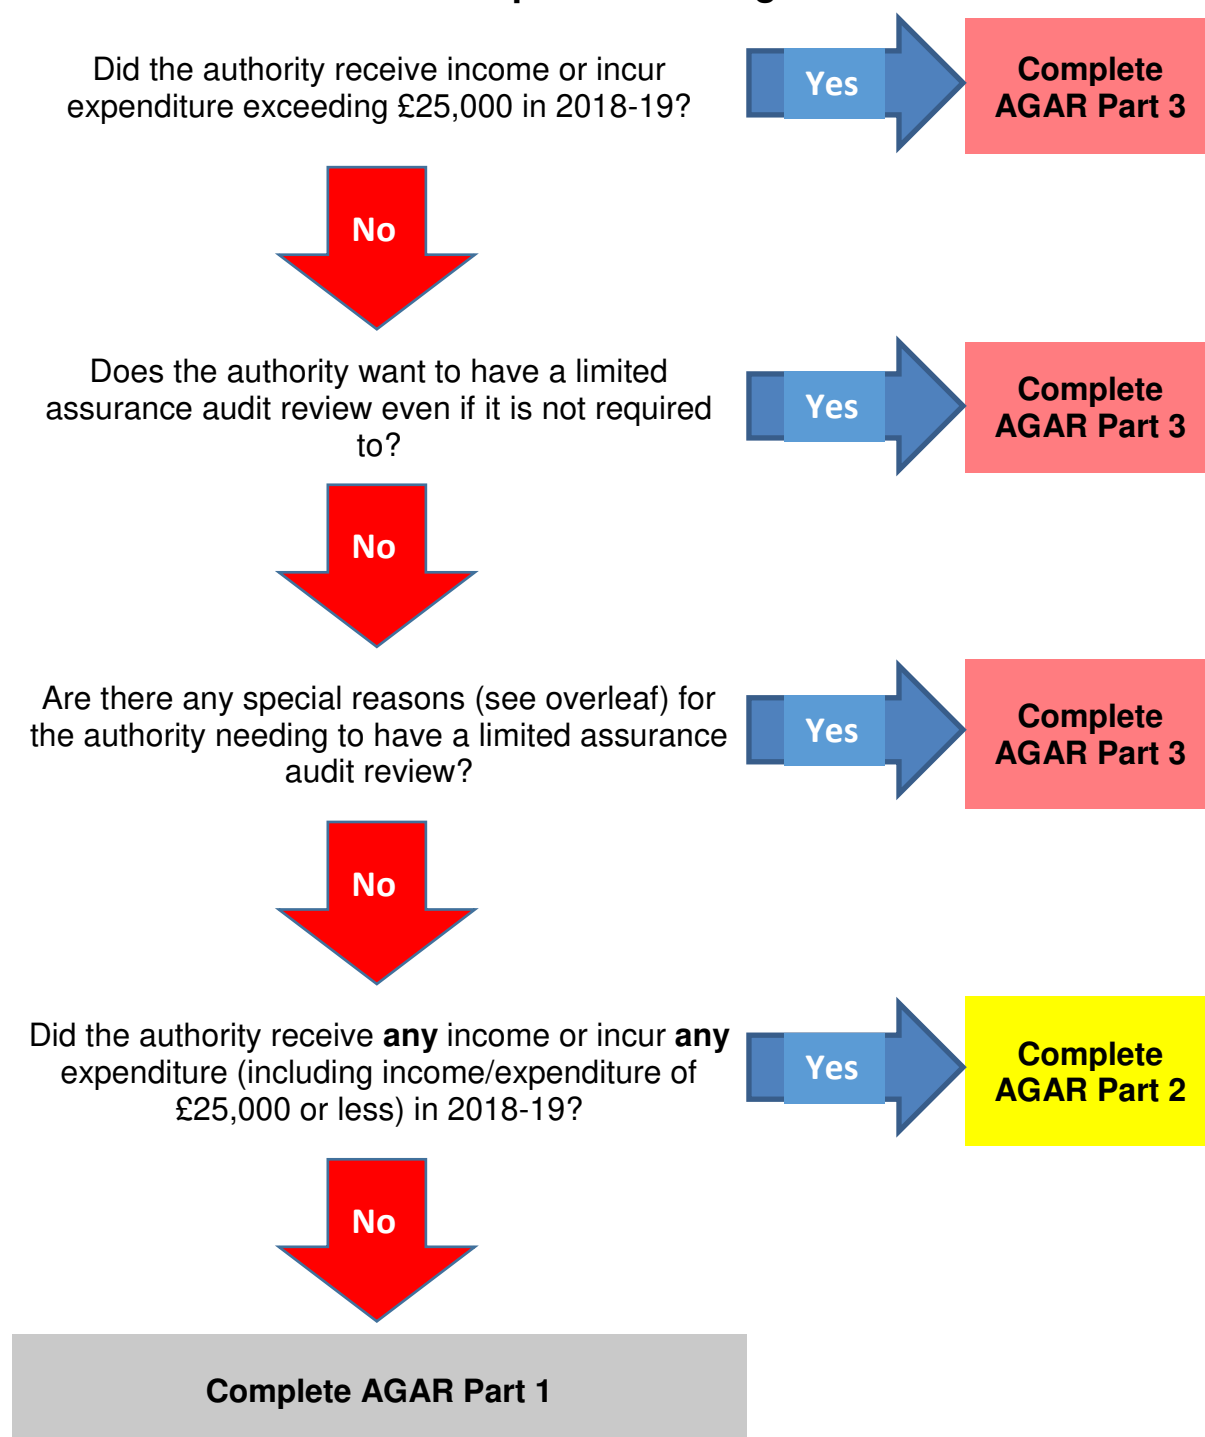 Did the authority receive income or incur
expenditure exceeding £25,000 in 2018-19?
Yes
Complete
AGAR Part 3
No
Does the authority want to have a limited
assurance audit review even if it is not required
to?
Yes
Complete
AGAR Part 3
No
Are there any special reasons (see overleaf) for
the authority needing to have a limited assurance
audit review?
Yes
Complete
AGAR Part 3
No
Did the authority receive any income or incur any
expenditure (including income/expenditure of
£25,000 or less) in 2018-19?
Yes
Complete
AGAR Part 2
No
Complete AGAR Part 1